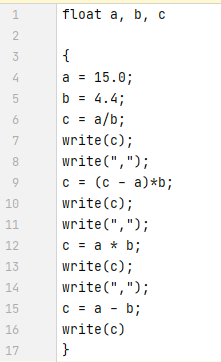 1 float a, b, c
2
3 {
4 a = 15.0;
5 b = 4.4;
6 c = a/b;
7 write(c);
8 write(",");
9 c = (c - a)*b;
10 write(c);
11 write(",");
12 c = a * b;
13 write(c);
14 write(",");
15 c = a - b;
16 write(c)
17 }